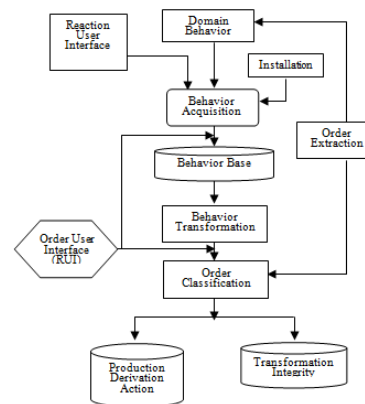 Reaction
User
Interface
Domain
Behavior
Installation
Behavior
Acquisition
Order
Extraction
Behavior Base
Behavior
Transformation
Order User
Interface
(RUI)
Order
Classification
Production
Derivation
Action
Transformation
Integrity